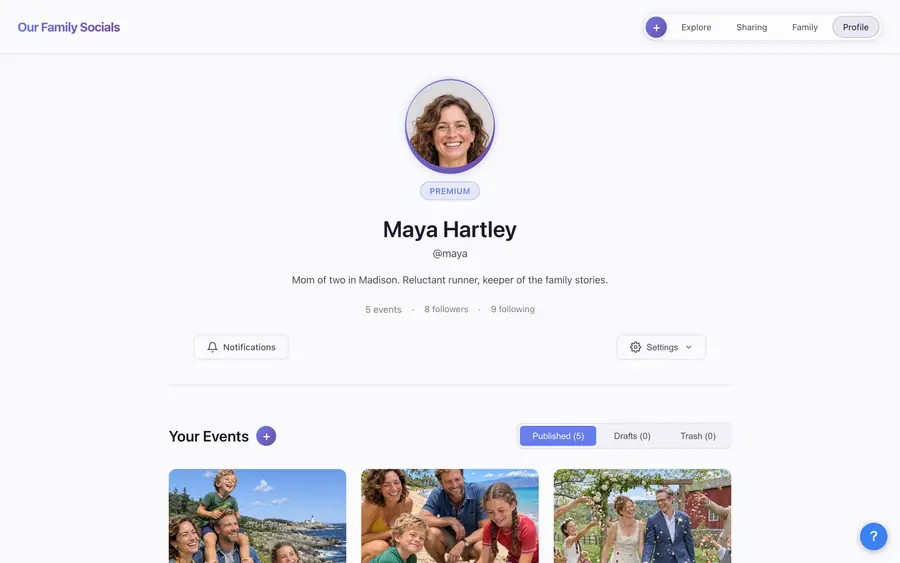 Our Family Socials
+ Explore Sharing Family Profile
PREMIUM
Maya Hartley
@maya
Mom of two in Madison. Reluctant runner, keeper of the family stories.
5 events · 8 followers · 9 following
Notifications Settings
Your Events + Published (5) Drafts (0) Trash (0)
?